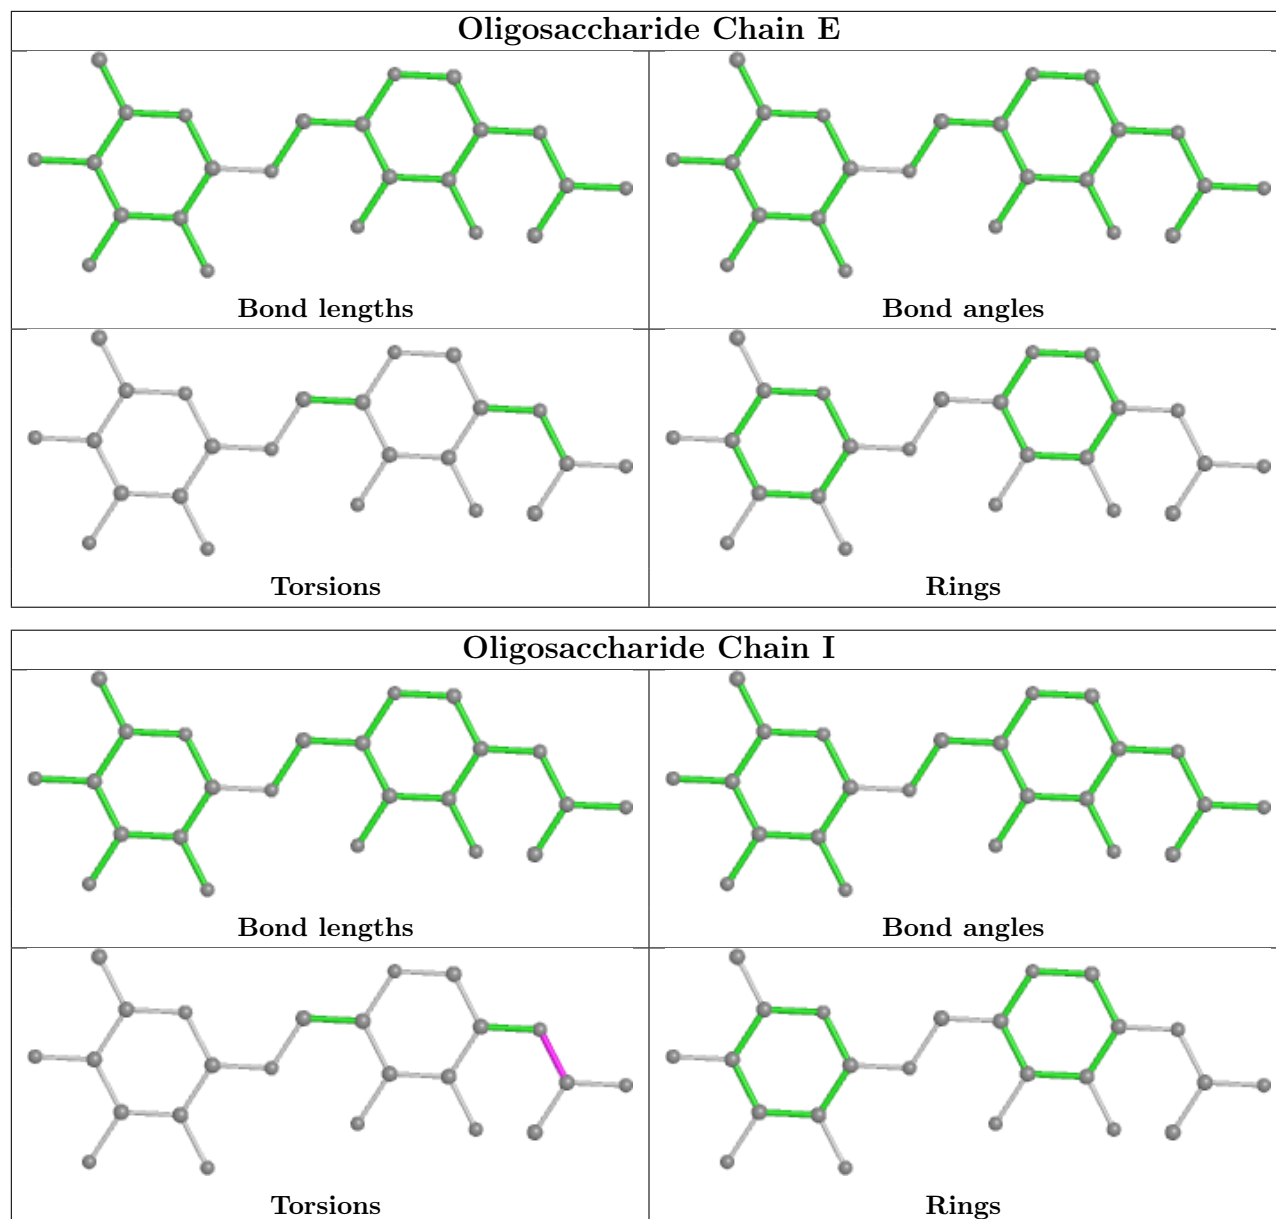 Oligosaccharide Chain E
Bond lengths
Bond angles
Torsions
Rings
Oligosaccharide Chain I
Bond lengths
Bond angles
Torsions
Rings